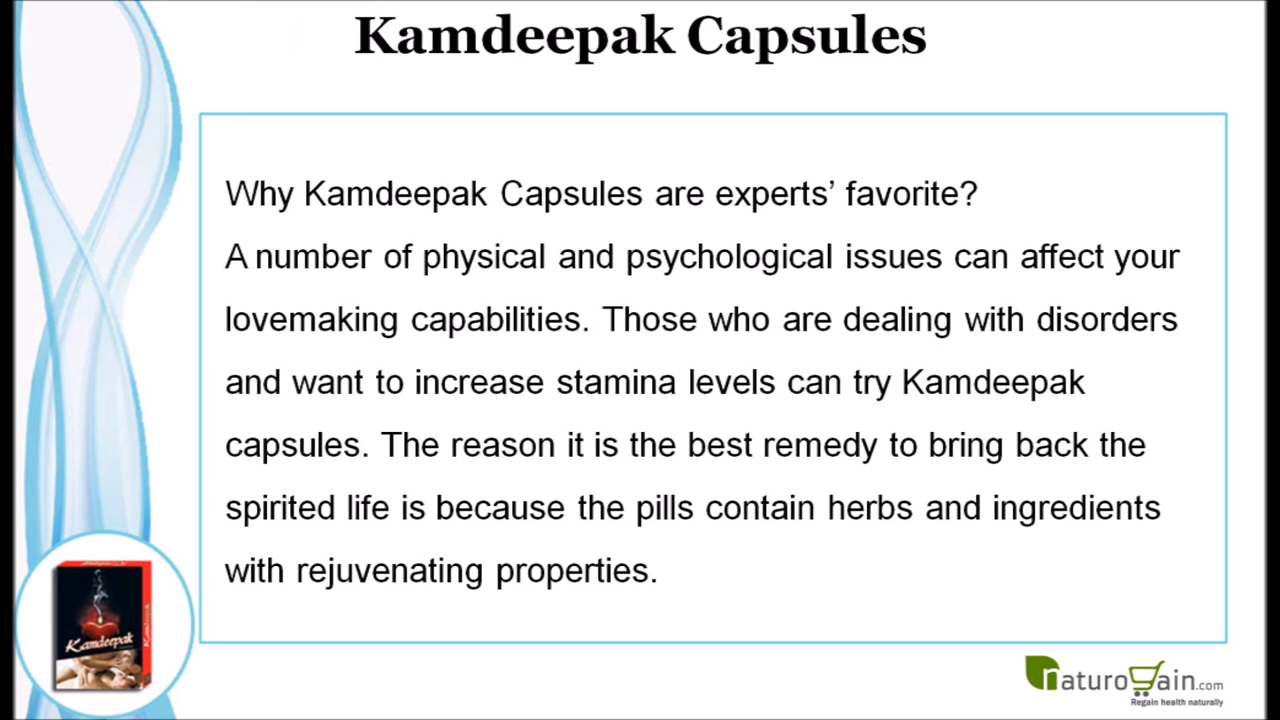 Kamdeepak Capsules
Why Kamdeepak Capsules are experts’ favorite?
A number of physical and psychological issues can affect your
lovemaking capabilities. Those who are dealing with disorders
and want to increase stamina levels can try Kamdeepak
capsules. The reason it is the best remedy to bring back the
spirited life is because the pills contain herbs and ingredients
with rejuvenating properties.
Kamdeepak
Kamdeepak
naturogain.com
Regain health naturally